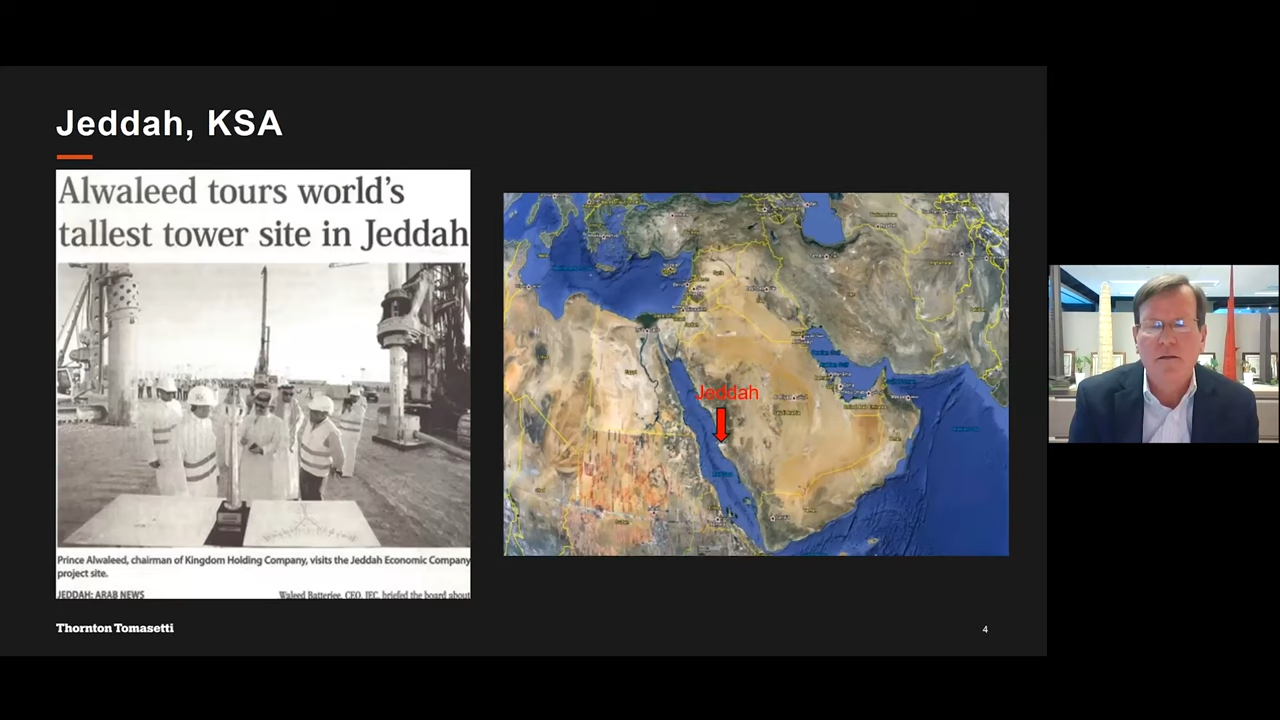 Jeddah, KSA
Alwaleed tours world's
tallest tower site in Jeddah
Prince Alwaleed, chairman of Kingdom Holding Company, visits the Jeddah Economic Company
project site.
JEDDAH: ARAB NEWS
Waleed Batterjee, CEO, JEC, briefed the board about
Jeddah
Thornton Tomasetti
4